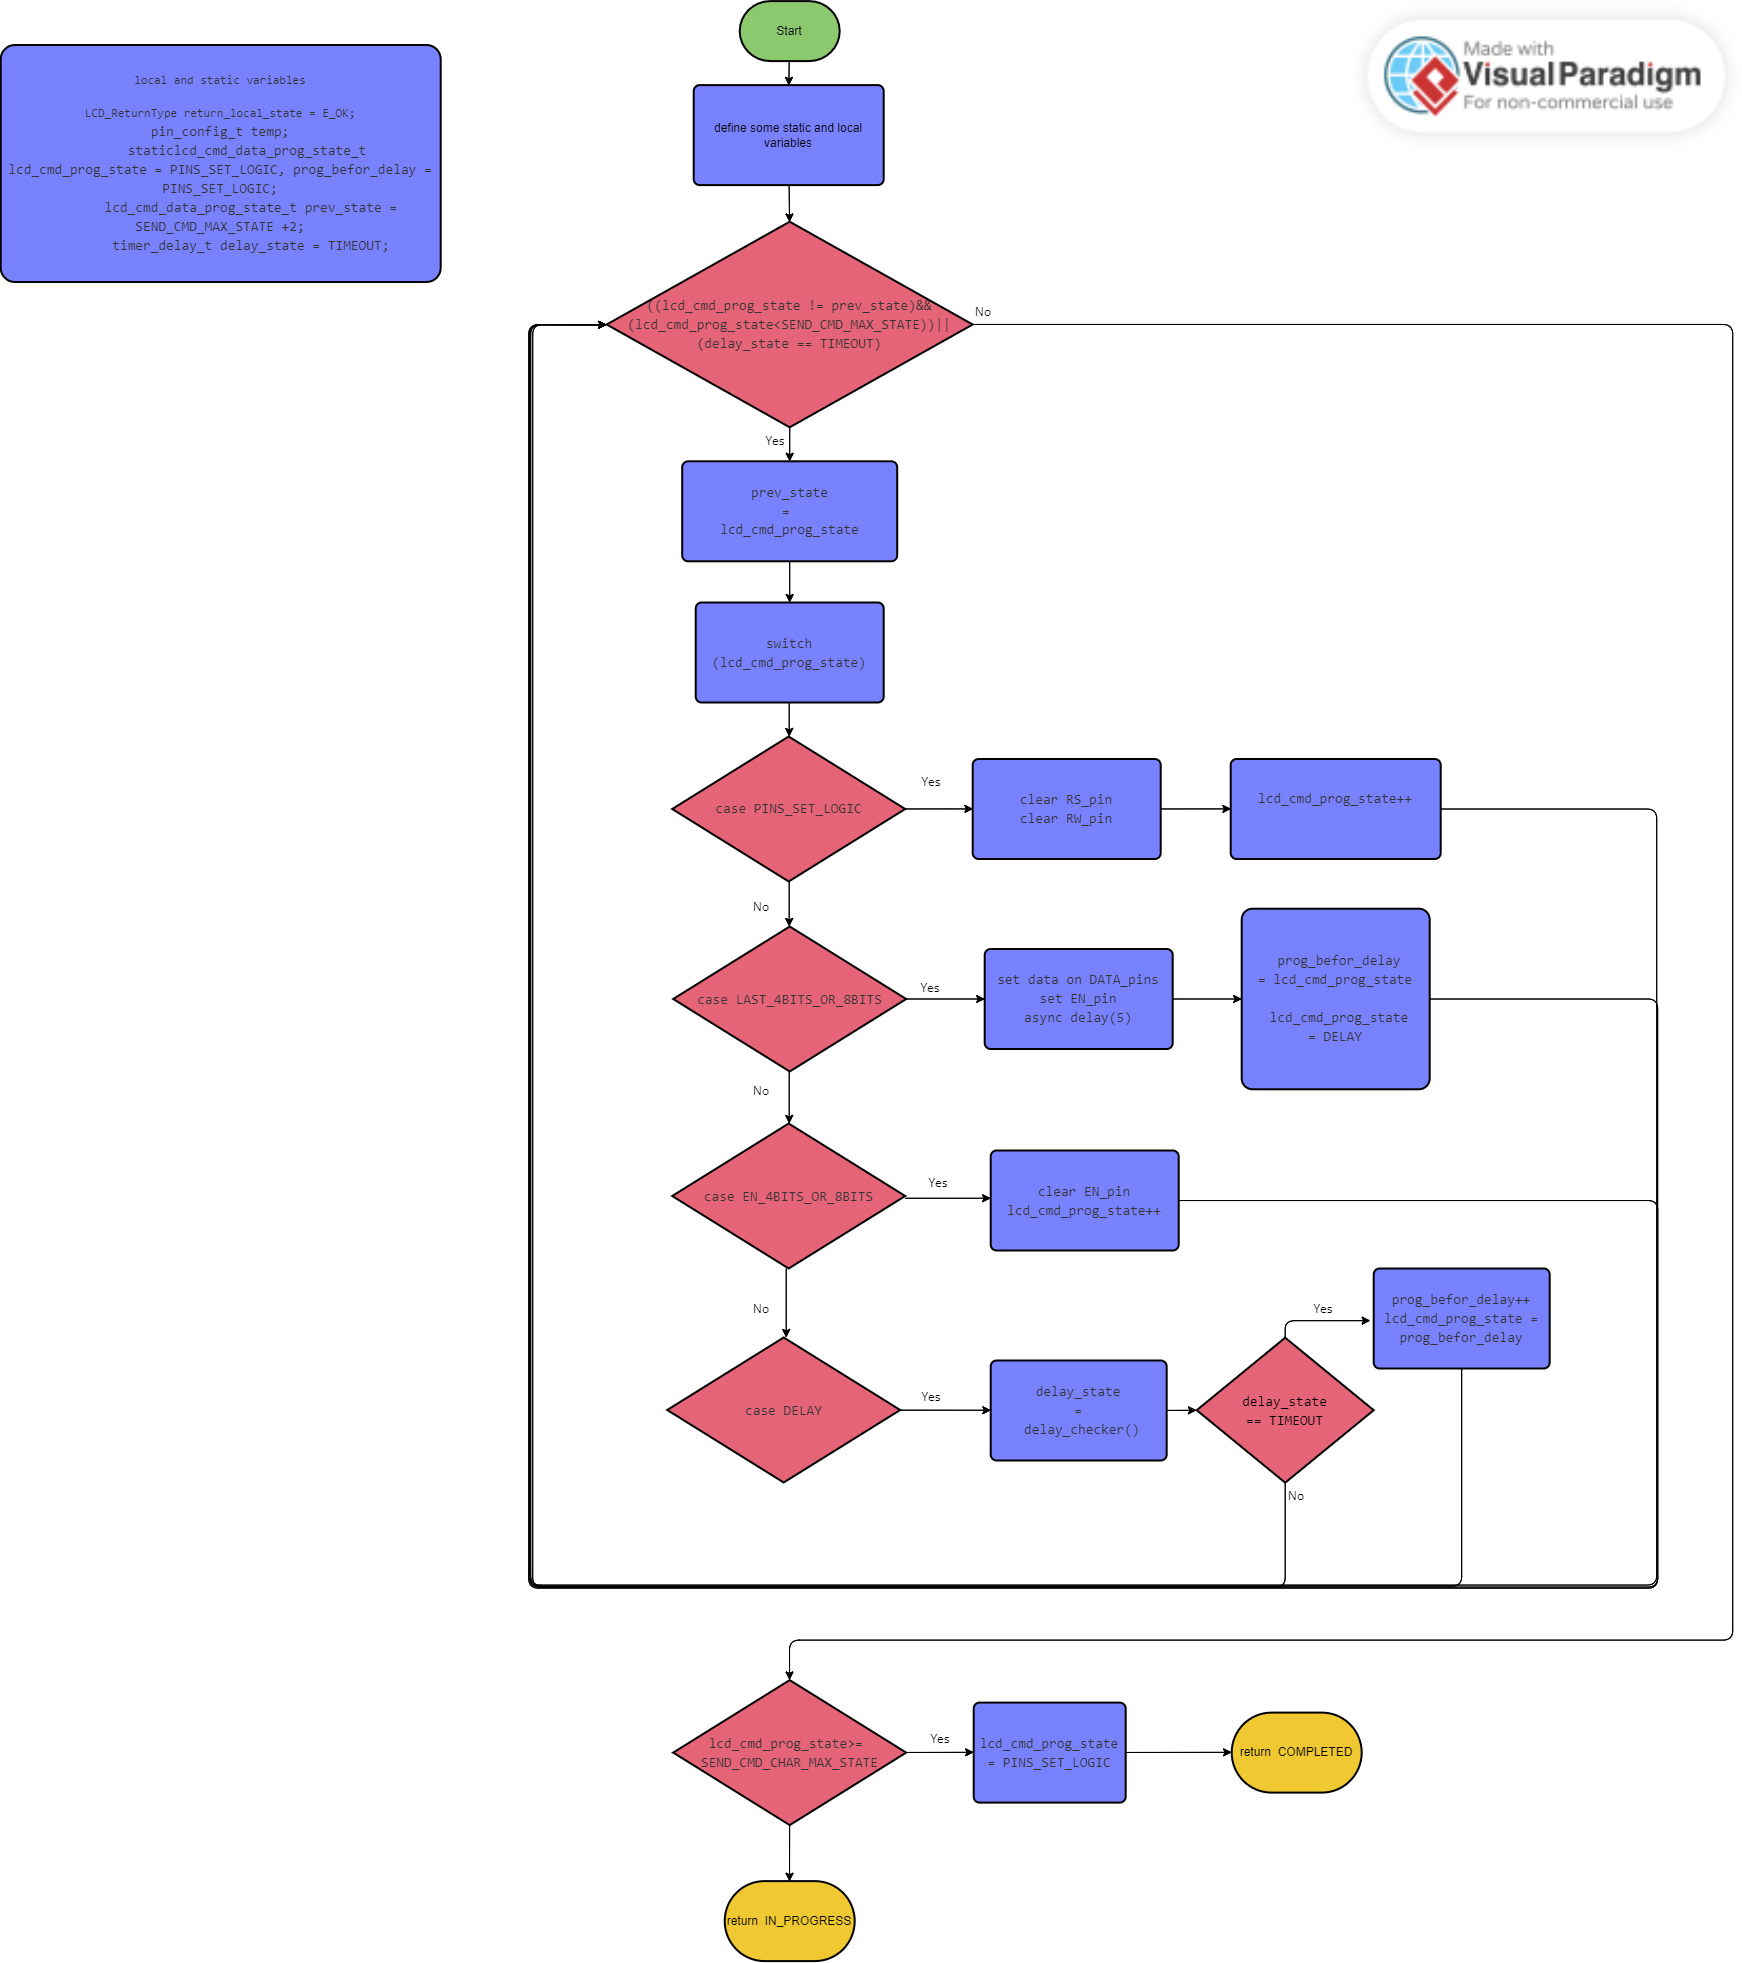 Start
Made with
Visual Paradigm
For non-commercial use
local and static variables
LCD_ReturnType return_local_state = E_OK;
pin_config_t temp;
staticlcd_cmd_data_prog_state_t
lcd_cmd_prog_state = PINS_SET_LOGIC, prog_befor_delay =
PINS_SET_LOGIC;
lcd_cmd_data_prog_state_t prev_state =
SEND_CMD_MAX_STATE +2;
timer_delay_t delay_state = TIMEOUT;
define some static and local
variables
((lcd_cmd_prog_state != prev_state)&&
(lcd_cmd_prog_state<SEND_CMD_MAX_STATE))||
(delay_state == TIMEOUT)
No
Yes
prev_state
=
lcd_cmd_prog_state
switch
(lcd_cmd_prog_state)
case PINS_SET_LOGIC
Yes
clear RS_pin
clear RW_pin
lcd_cmd_prog_state++
No
case LAST_4BITS_OR_8BITS
Yes
set data on DATA_pins
set EN_pin
async delay(5)
prog_befor_delay
= lcd_cmd_prog_state
lcd_cmd_prog_state
= DELAY
No
case EN_4BITS_OR_8BITS
Yes
clear EN_pin
lcd_cmd_prog_state++
No
case DELAY
Yes
delay_state
=
delay_checker()
delay_state
== TIMEOUT
Yes
prog_befor_delay++
lcd_cmd_prog_state =
prog_befor_delay
No
lcd_cmd_prog_state>=
SEND_CMD_CHAR_MAX_STATE
Yes
lcd_cmd_prog_state
= PINS_SET_LOGIC
return COMPLETED
return IN_PROGRESS